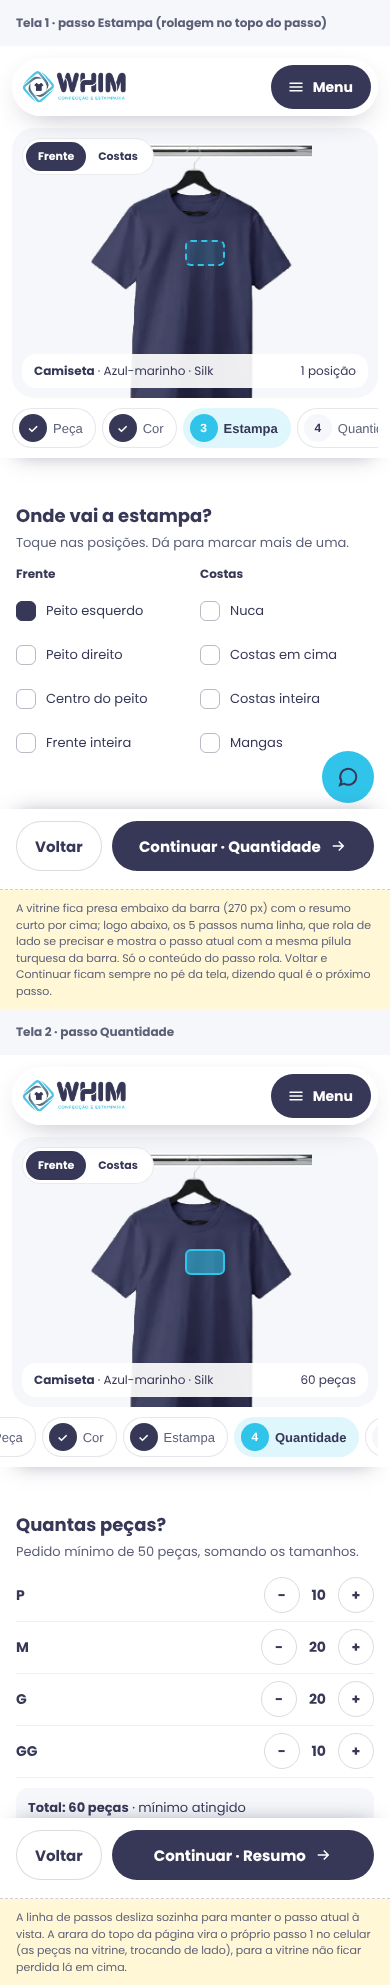 Tela 1 · passo Estampa (rolagem no topo do passo)
WHIM
CONFECÇÃO & ESTAMPARIA
Menu
Frente Costas
Camiseta · Azul-marinho · Silk 1 posição
Peça Cor 3 Estampa 4 Quantid
Onde vai a estampa?
Toque nas posições. Dá para marcar mais de uma.
Frente Costas
Peito esquerdo Nuca
Peito direito Costas em cima
Centro do peito Costas inteira
Frente inteira Mangas
Voltar Continuar · Quantidade →
A vitrine fica presa embaixo da barra (270 px) com o resumo
curto por cima; logo abaixo, os 5 passos numa linha, que rola de
lado se precisar e mostra o passo atual com a mesma pílula
turquesa da barra. Só o conteúdo do passo rola. Voltar e
Continuar ficam sempre no pé da tela, dizendo qual é o próximo
passo.
Tela 2 · passo Quantidade
WHIM
CONFECÇÃO & ESTAMPARIA
Menu
Frente Costas
Camiseta · Azul-marinho · Silk 60 peças
Peça Cor Estampa 4 Quantidade
Quantas peças?
Pedido mínimo de 50 peças, somando os tamanhos.
P - 10 +
M - 20 +
G - 20 +
GG - 10 +
Total: 60 peças · mínimo atingido
Voltar Continuar · Resumo →
A linha de passos desliza sozinha para manter o passo atual à
vista. A arara do topo da página vira o próprio passo 1 no celular
(as peças na vitrine, trocando de lado), para a vitrine não ficar
perdida lá em cima.